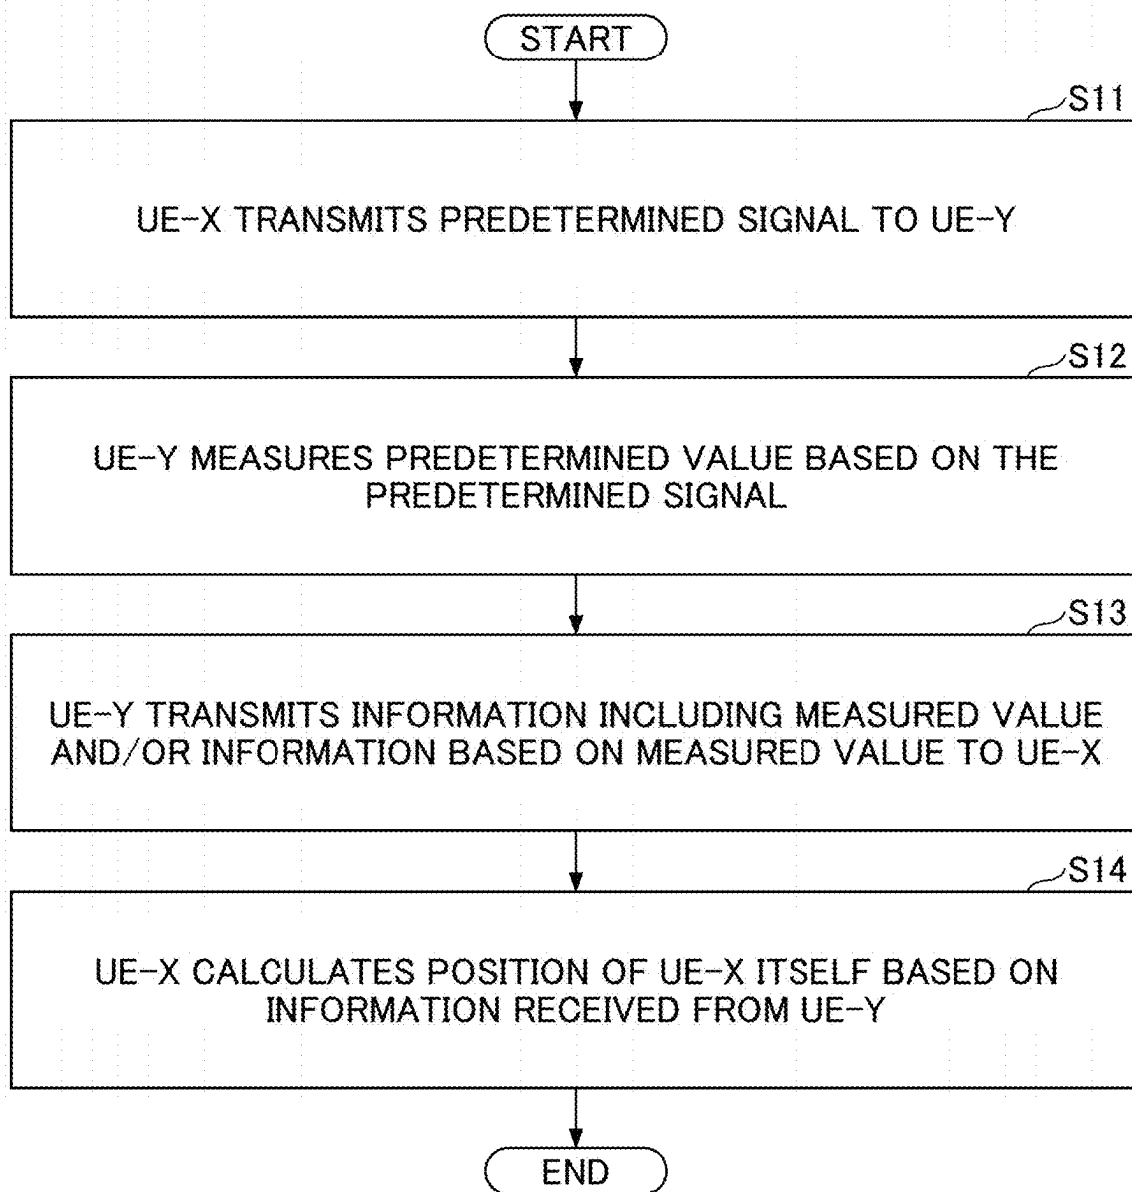 START
S11
UE-X TRANSMITS PREDETERMINED SIGNAL TO UE-Y
S12
UE-Y MEASURES PREDETERMINED VALUE BASED ON THE
PREDETERMINED SIGNAL
S13
UE-Y TRANSMITS INFORMATION INCLUDING MEASURED VALUE
AND/OR INFORMATION BASED ON MEASURED VALUE TO UE-X
S14
UE-X CALCULATES POSITION OF UE-X ITSELF BASED ON
INFORMATION RECEIVED FROM UE-Y
END